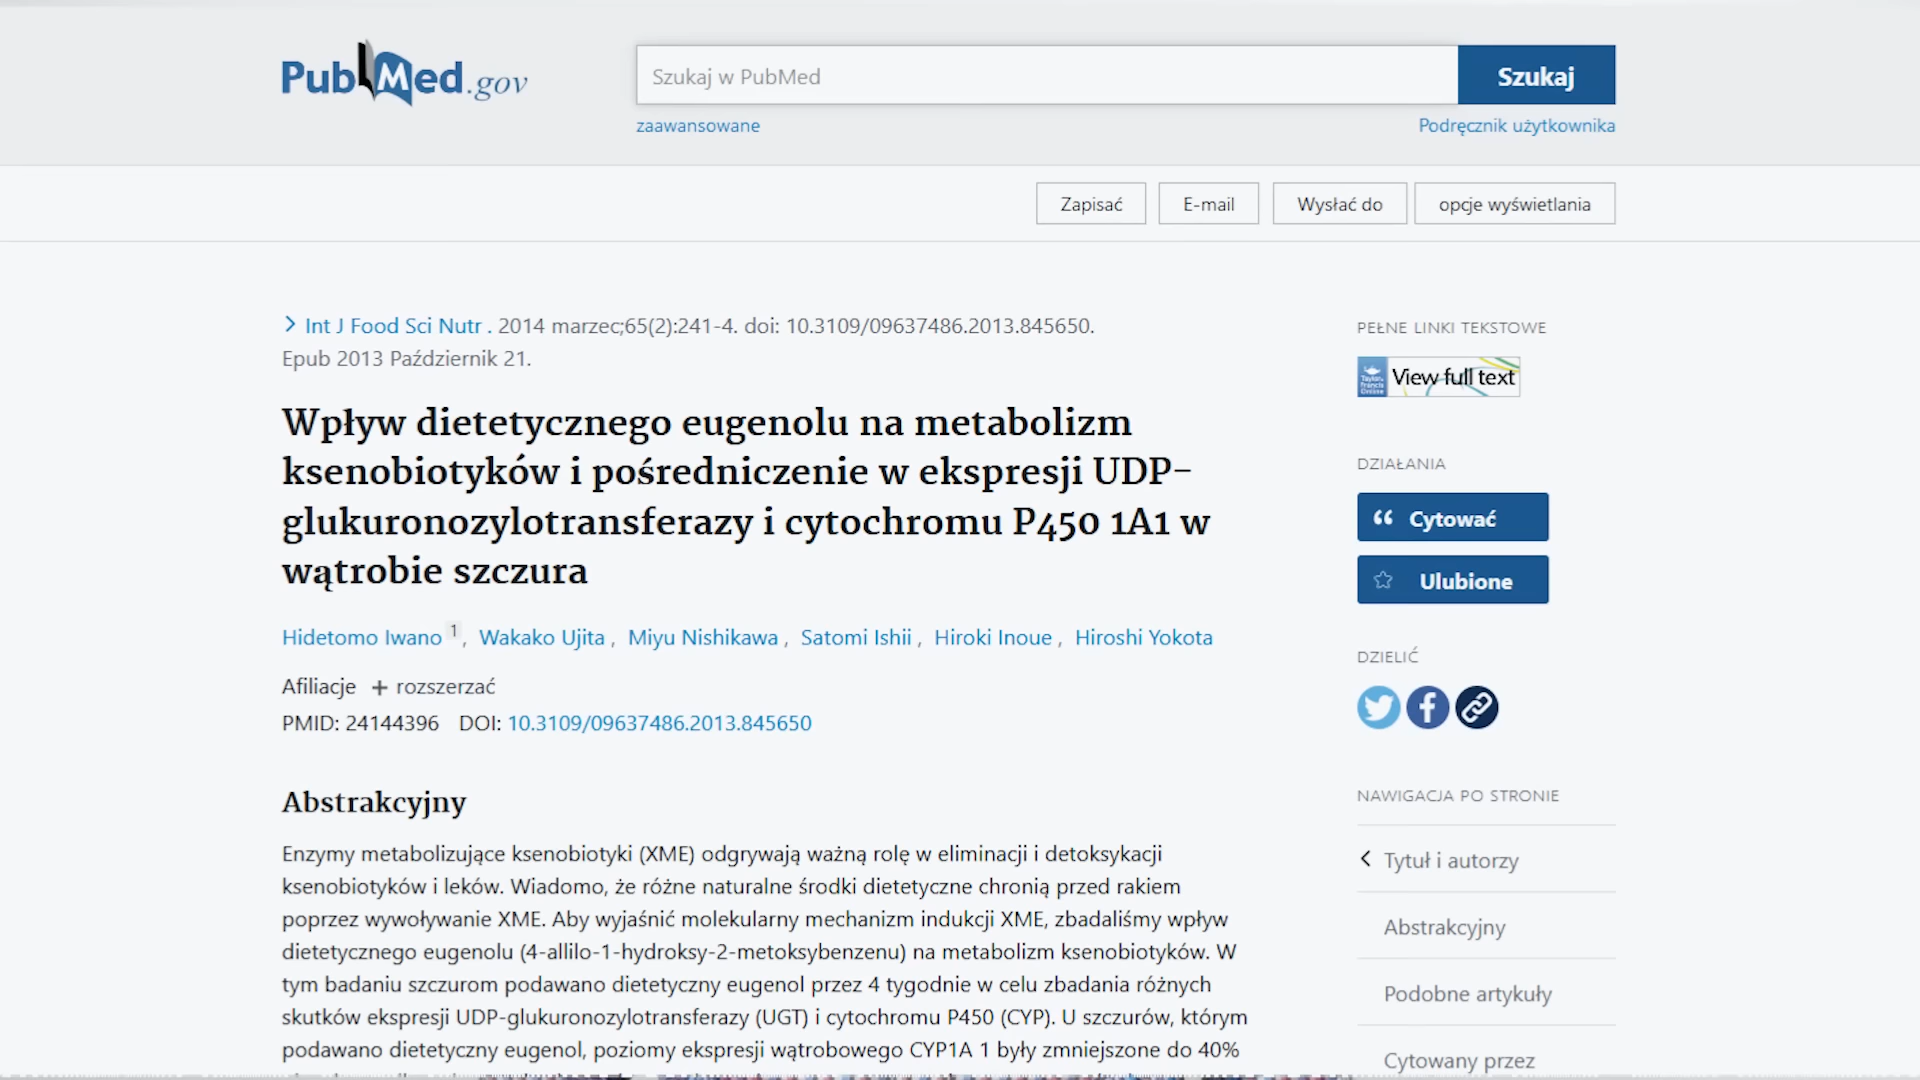 PubMed.gov
Szukaj w PubMed
Szukaj
zaawansowane
Podręcznik użytkownika
Zapisać
E-mail
Wysłać do
opcje wyświetlania
Int J Food Sci Nutr . 2014 marzec;65(2):241-4. doi: 10.3109/09637486.2013.845650.
Epub 2013 Październik 21.
Wpływ dietetycznego eugenolu na metabolizm
ksenobiotyków i pośredniczenie w ekspresji UDP-
glukuronozylotransferazy i cytochromu P450 1A1 w
wątrobie szczura
Hidetomo Iwano 1, Wakako Ujita , Miyu Nishikawa , Satomi Ishii , Hiroki Inoue , Hiroshi Yokota
Afiliacje + rozszerzać
PMID: 24144396 DOI: 10.3109/09637486.2013.845650
Abstrakcyjny
Enzymy metabolizujące ksenobiotyki (XME) odgrywają ważną rolę w eliminacji i detoksykacji
ksenobiotyków i leków. Wiadomo, że różne naturalne środki dietetyczne chronią przed rakiem
poprzez wywoływanie XME. Aby wyjaśnić molekularny mechanizm indukcji XME, zbadaliśmy wpływ
dietetycznego eugenolu (4-allilo-1-hydroksy-2-metoksybenzenu) na metabolizm ksenobiotyków. W
tym badaniu szczurom podawano dietetyczny eugenol przez 4 tygodnie w celu zbadania różnych
skutków ekspresji UDP-glukuronozylotransferazy (UGT) i cytochromu P450 (CYP). U szczurów, którym
podawano dietetyczny eugenol, poziomy ekspresji wątrobowego CYP1A 1 były zmniejszone do 40%
PEŁNE LINKI TEKSTOWE
Taylor & Francis Online
View full text
DZIAŁANIA
Cytować
Ulubione
DZIELIĆ
NAWIGACJA PO STRONIE
Tytuł i autorzy
Abstrakcyjny
Podobne artykuły
Cytowany przez